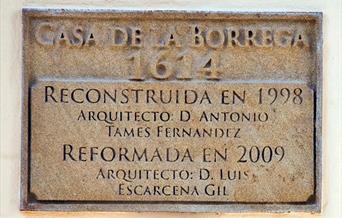 CASA DE LA BORREGA
1614
RECONSTRUIDA EN 1998
ARQUITECTO: D. ANTONIO
TAMES FERNANDEZ
REFORMADA EN 2009
ARQUITECTO: D. LUIS
ESCARCENA GIL